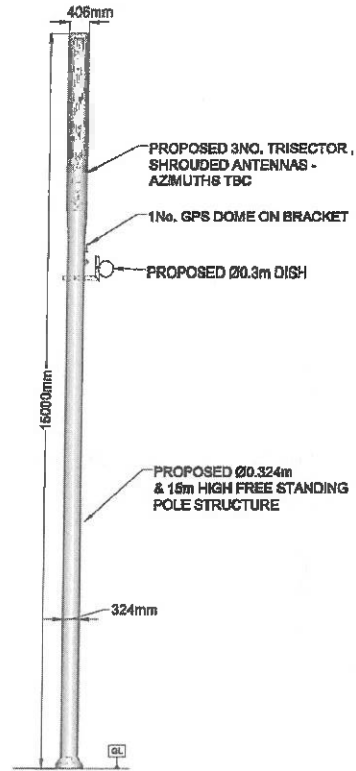 406mm
PROPOSED 3NO. TRISECTOR,
SHROUDED ANTENNAS -
AZIMUTHS TBC
1No. GPS DOME ON BRACKET
PROPOSED Ø0.3m DISH
15000mm
PROPOSED Ø0.324m
& 15m HIGH FREE STANDING
POLE STRUCTURE
324mm
GL